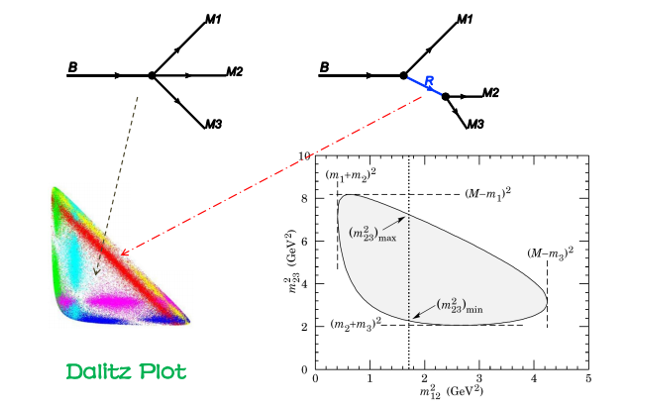 M1
B
M2
M3
M1
B
R
M2
M3
10
8
6
4
2
0
(m₁+m₂)²
(M−m₁)²
(m²₂₃)max
(M−m₃)²
(m²₂₃)min
(m₂+m₃)²
m²₂₃ (GeV²)
0 1 2 3 4 5
m²₁₂ (GeV²)
Dalitz Plot